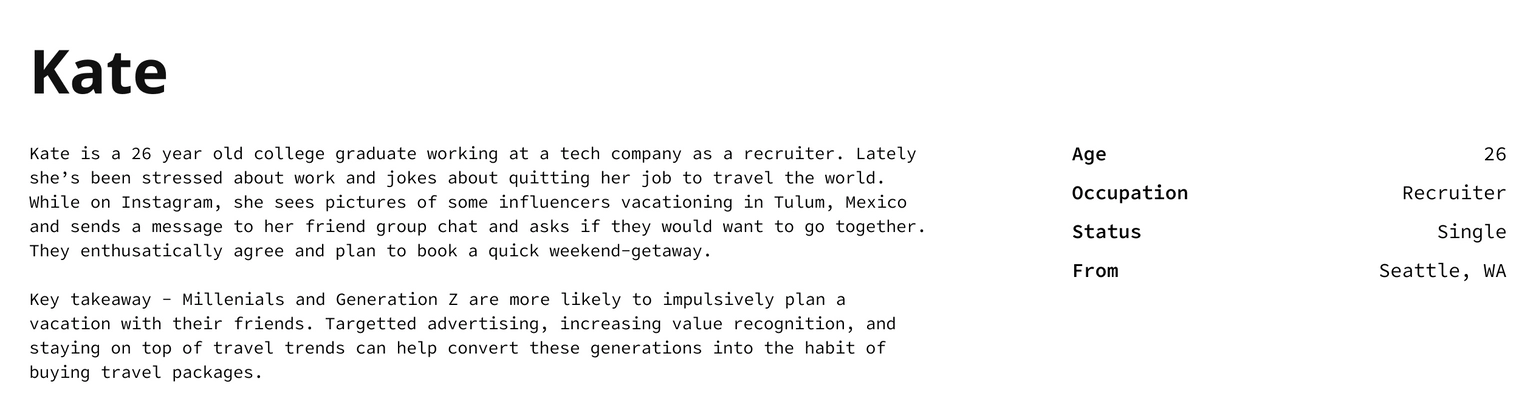 Kate
Kate is a 26 year old college graduate working at a tech company as a recruiter. Lately
she’s been stressed about work and jokes about quitting her job to travel the world.
While on Instagram, she sees pictures of some influencers vacationing in Tulum, Mexico
and sends a message to her friend group chat and asks if they would want to go together.
They enthusatically agree and plan to book a quick weekend-getaway.
Key takeaway - Millenials and Generation Z are more likely to impulsively plan a
vacation with their friends. Targetted advertising, increasing value recognition, and
staying on top of travel trends can help convert these generations into the habit of
buying travel packages.
Age 26
Occupation Recruiter
Status Single
From Seattle, WA